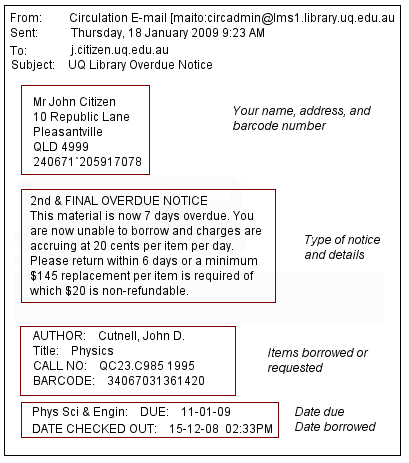 From: Circulation E-mail [maito:circadmin@lms1.library.uq.edu.au
Sent: Thursday, 18 January 2009 9:23 AM
To: j.citizen.uq.edu.au
Subject: UQ Library Overdue Notice
Mr John Citizen
10 Republic Lane
Pleasantville
QLD 4999
240671`205917078
Your name, address, and
barcode number
2nd & FINAL OVERDUE NOTICE
This material is now 7 days overdue. You
are now unable to borrow and charges are
accruing at 20 cents per item per day.
Please return within 6 days or a minimum
$145 replacement per item is required of
which $20 is non-refundable.
Type of notice
and details
AUTHOR: Cutnell, John D.
Title: Physics
CALL NO: QC23.C985 1995
BARCODE: 34067031361420
Items borrowed or
requested
Phys Sci & Engin: DUE: 11-01-09
DATE CHECKED OUT: 15-12-08 02:33PM
Date due
Date borrowed